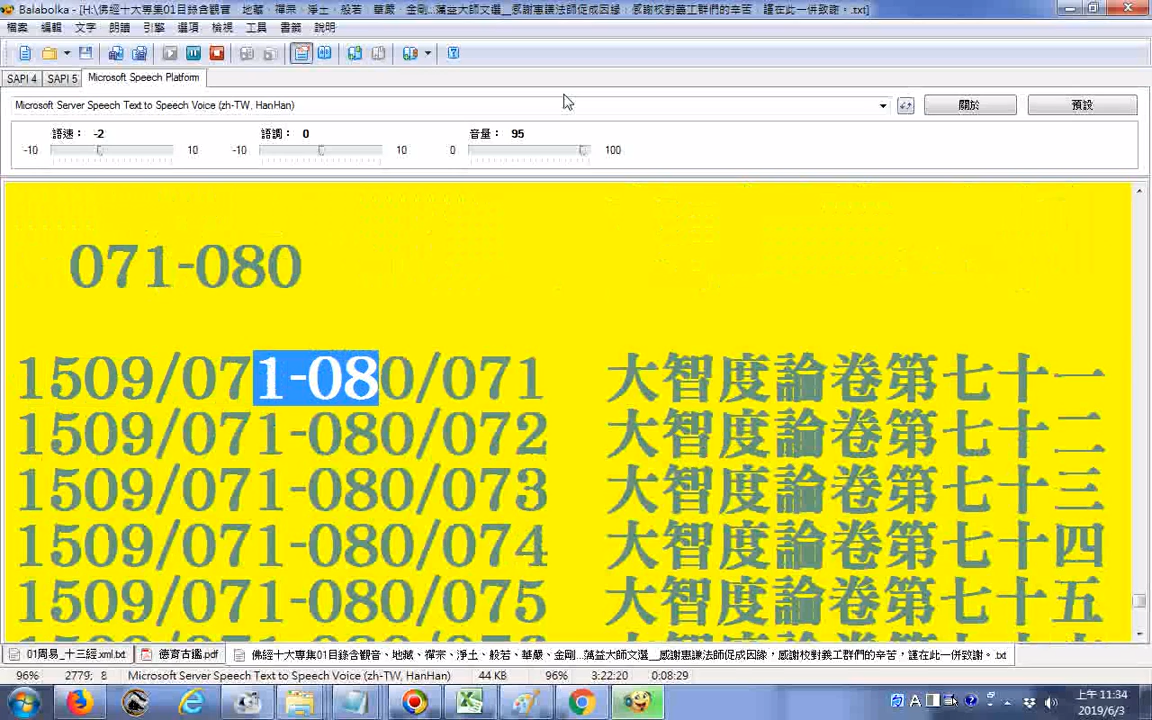 Balabolka - [H:\佛經十大專集01目錄含觀音、地藏、禪宗、淨土、般若、華嚴、金剛...蕅益大師文選__感謝惠謙法師促成因緣，感謝校對義工群們的辛苦，謹在此一併致謝。.txt]
檔案 編輯 文字 朗讀 引擎 選項 檢視 工具 書籤 說明
SAPI 4 SAPI 5 Microsoft Speech Platform
Microsoft Server Speech Text to Speech Voice (zh-TW, HanHan) 關於 預設
語速： -2 語調： 0 音量： 95
-10 10 -10 10 0 100
071-080
1509/071-080/071 大智度論卷第七十一
1509/071-080/072 大智度論卷第七十二
1509/071-080/073 大智度論卷第七十三
1509/071-080/074 大智度論卷第七十四
1509/071-080/075 大智度論卷第七十五
01周易_十三經.xml.txt 德育古鑑.pdf 佛經十大專集01目錄含觀音、地藏、禪宗、淨土、般若、華嚴、金剛...蕅益大師文選__感謝惠謙法師促成因緣，感謝校對義工群們的辛苦，謹在此一併致謝。.txt
96% 2779; 8 Microsoft Server Speech Text to Speech Voice (zh-TW, HanHan) 44 KB 96% 3:22:20 0:08:29
上午 11:34
2019/6/3